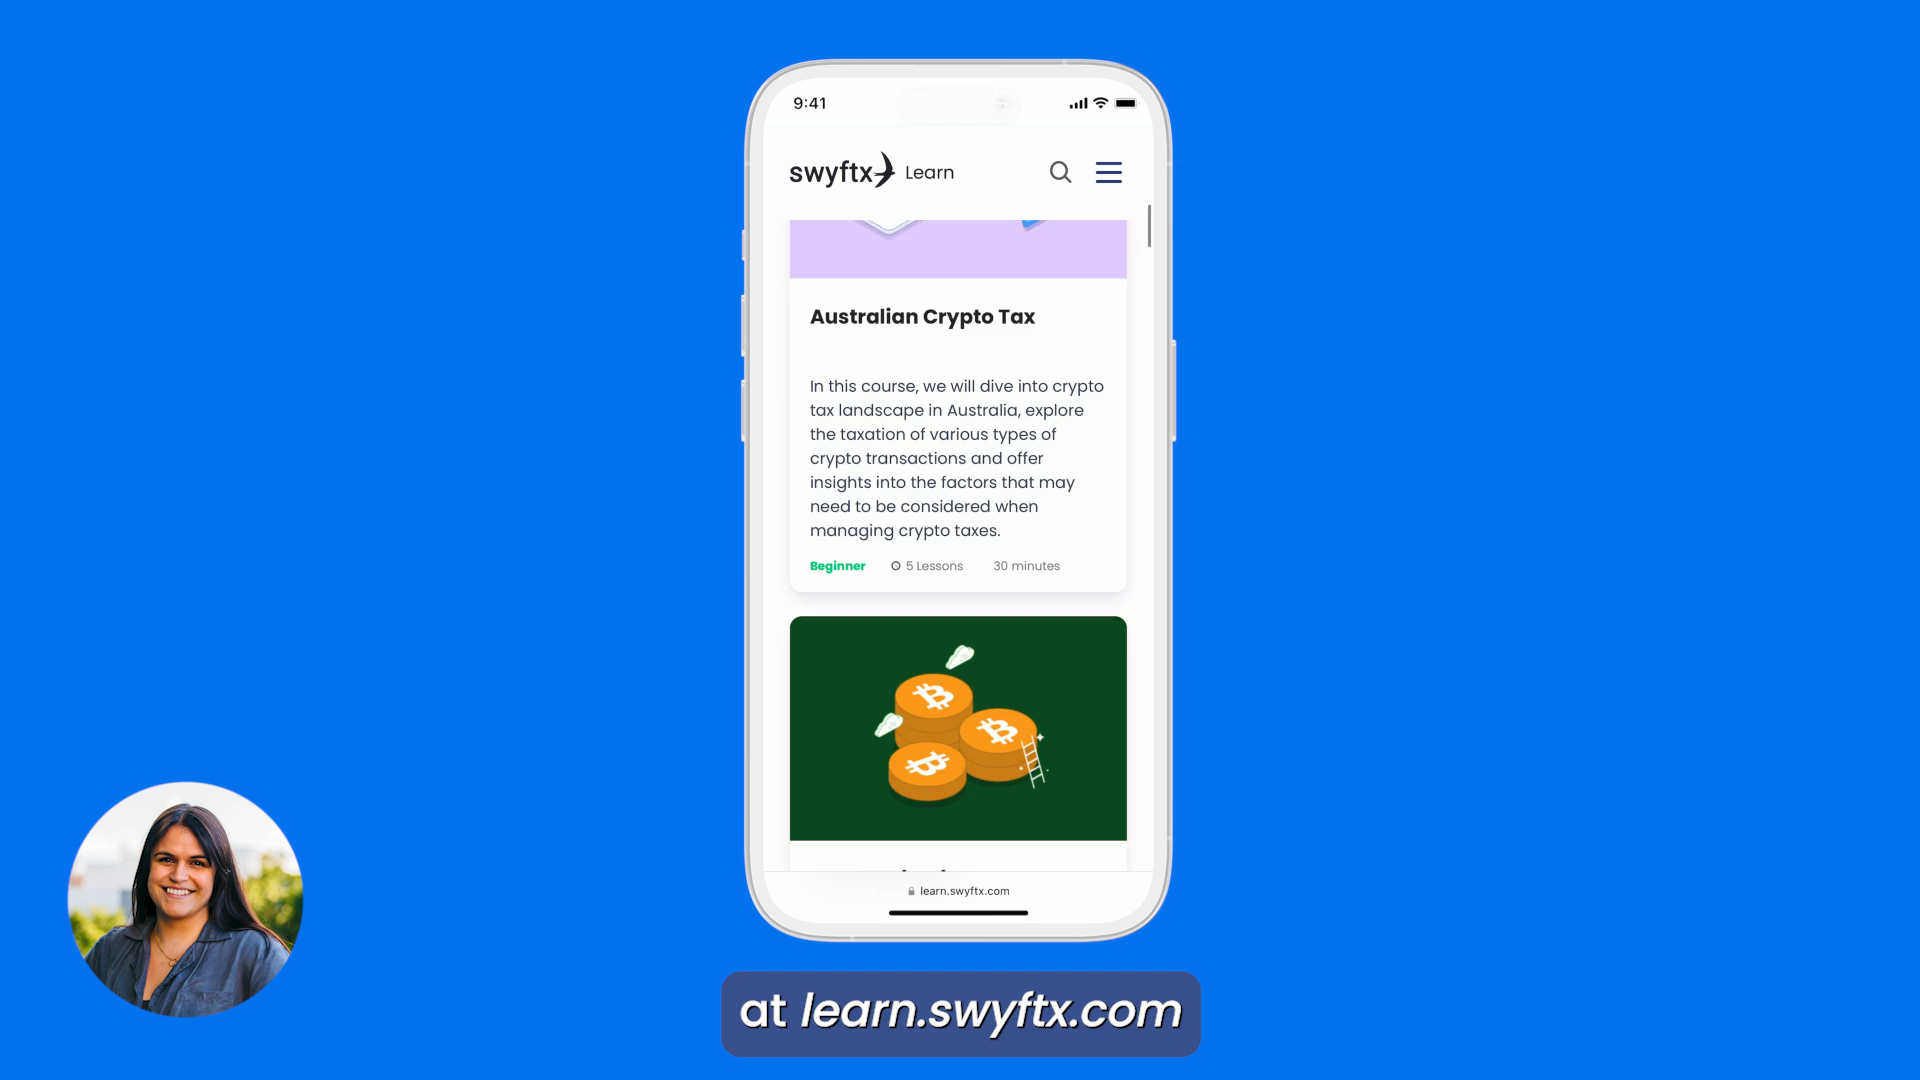 9:41
swyftx Learn
Australian Crypto Tax
In this course, we will dive into crypto
tax landscape in Australia, explore
the taxation of various types of
crypto transactions and offer
insights into the factors that may
need to be considered when
managing crypto taxes.
Beginner 5 Lessons 30 minutes
learn.swyftx.com
at learn.swyftx.com